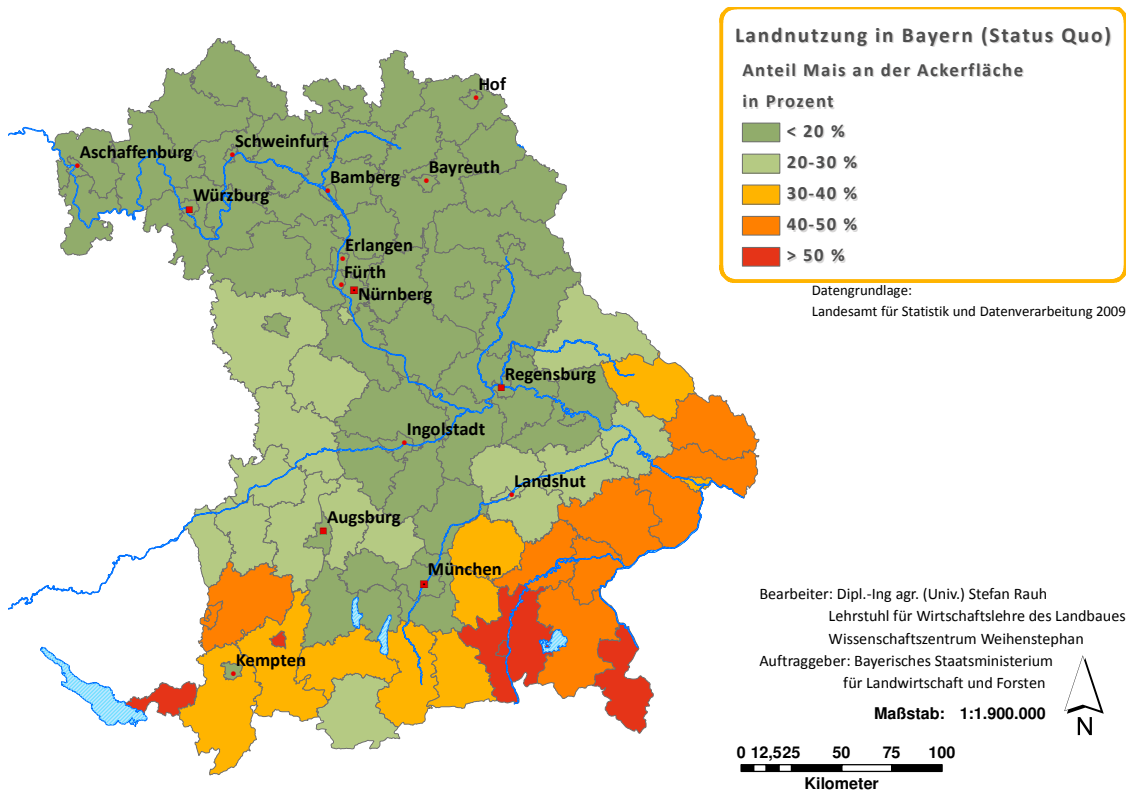 Landnutzung in Bayern (Status Quo)
Anteil Mais an der Ackerfläche
in Prozent
< 20 %
20-30 %
30-40 %
40-50 %
> 50 %
Datengrundlage:
Landesamt für Statistik und Datenverarbeitung 2009
Hof
Schweinfurt
Aschaffenburg
Bayreuth
Bamberg
Würzburg
Erlangen
Fürth
Nürnberg
Regensburg
Ingolstadt
Landshut
Augsburg
München
Kempten
Bearbeiter: Dipl.-Ing agr. (Univ.) Stefan Rauh
Lehrstuhl für Wirtschaftslehre des Landbaues
Wissenschaftszentrum Weihenstephan
Auftraggeber: Bayerisches Staatsministerium
für Landwirtschaft und Forsten
Maßstab: 1:1.900.000
N
0 12,525 50 75 100
Kilometer